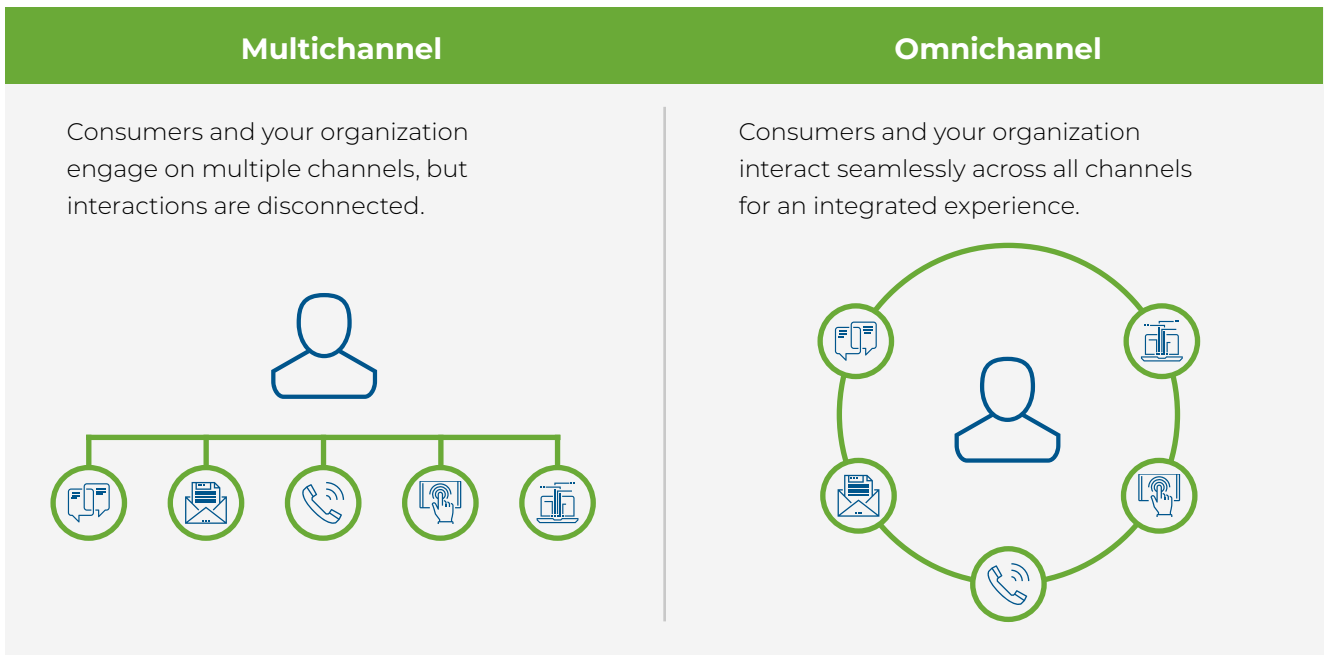 Multichannel
Consumers and your organization
engage on multiple channels, but
interactions are disconnected.
Omnichannel
Consumers and your organization
interact seamlessly across all channels
for an integrated experience.